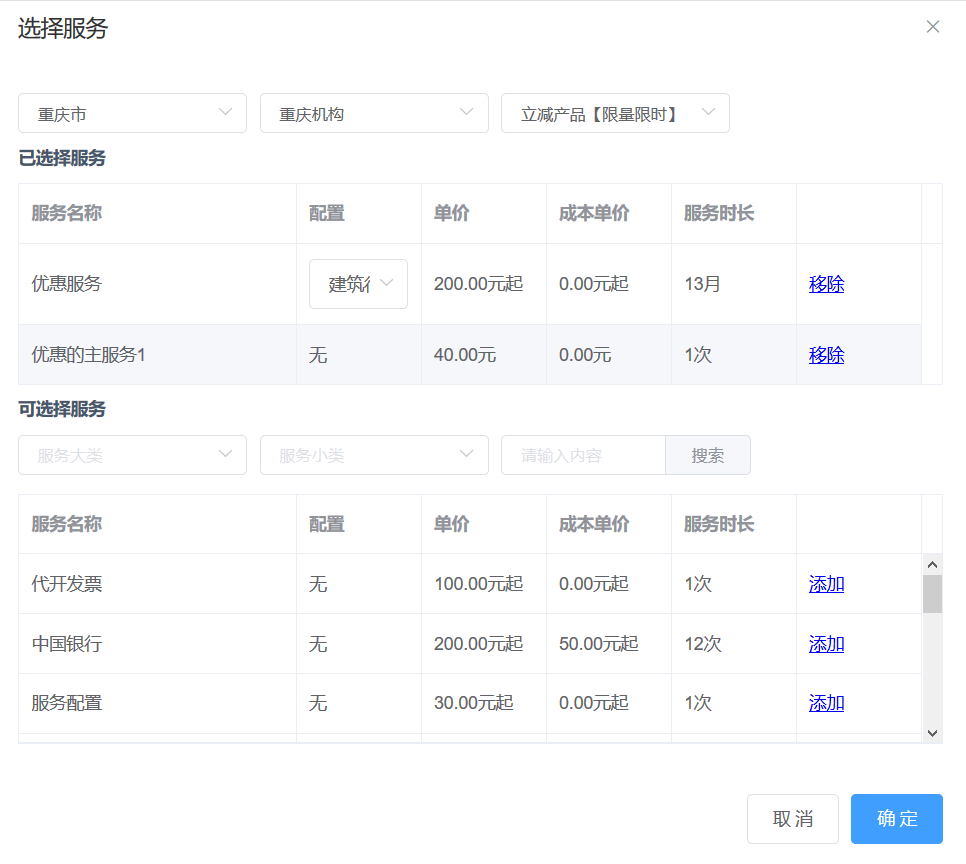 选择服务
重庆市 重庆机构 立减产品【限量限时】
已选择服务
服务名称 配置 单价 成本单价 服务时长
优惠服务 建筑 200.00元起 0.00元起 13月 移除
优惠的主服务1 无 40.00元 0.00元 1次 移除
可选择服务
服务大类 服务小类 请输入内容 搜索
服务名称 配置 单价 成本单价 服务时长
代开发票 无 100.00元起 0.00元起 1次 添加
中国银行 无 200.00元起 50.00元起 12次 添加
服务配置 无 30.00元起 0.00元起 1次 添加
取消 确定